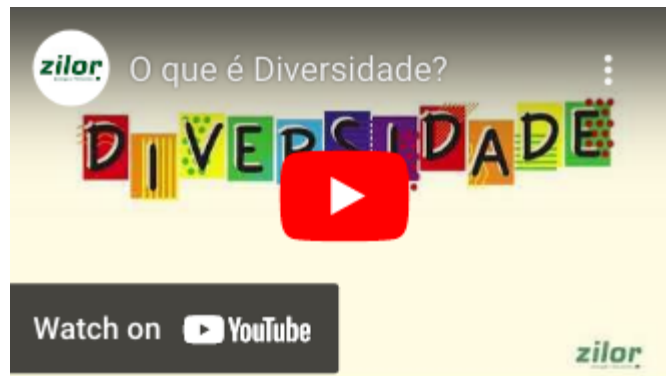 zilor
O que é Diversidade?
DIVERSIDADE
Watch on YouTube
zilor